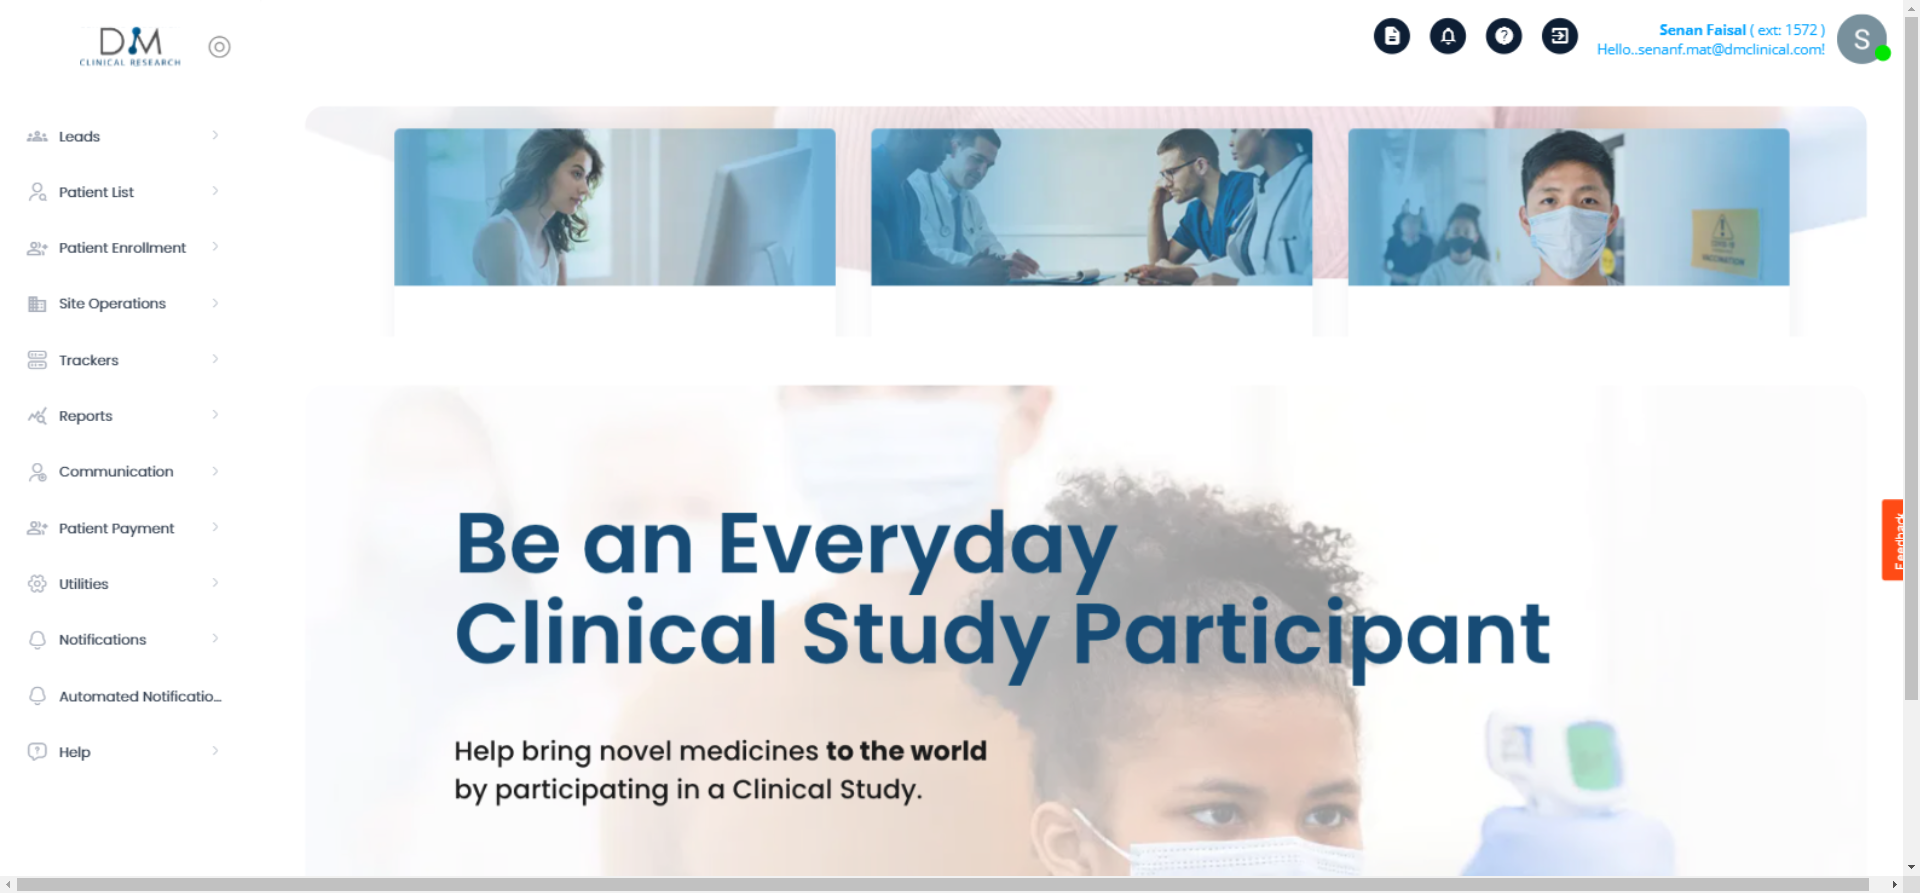 DM
CLINICAL RESEARCH
Senan Faisal ( ext: 1572 )
Hello..senanf.mat@dmclinical.com!
S
Leads
Patient List
Patient Enrollment
Site Operations
Trackers
Reports
Communication
Patient Payment
Utilities
Notifications
Automated Notificatio...
Help
VACCINATION
Be an Everyday
Clinical Study Participant
Help bring novel medicines to the world
by participating in a Clinical Study.
Feedback